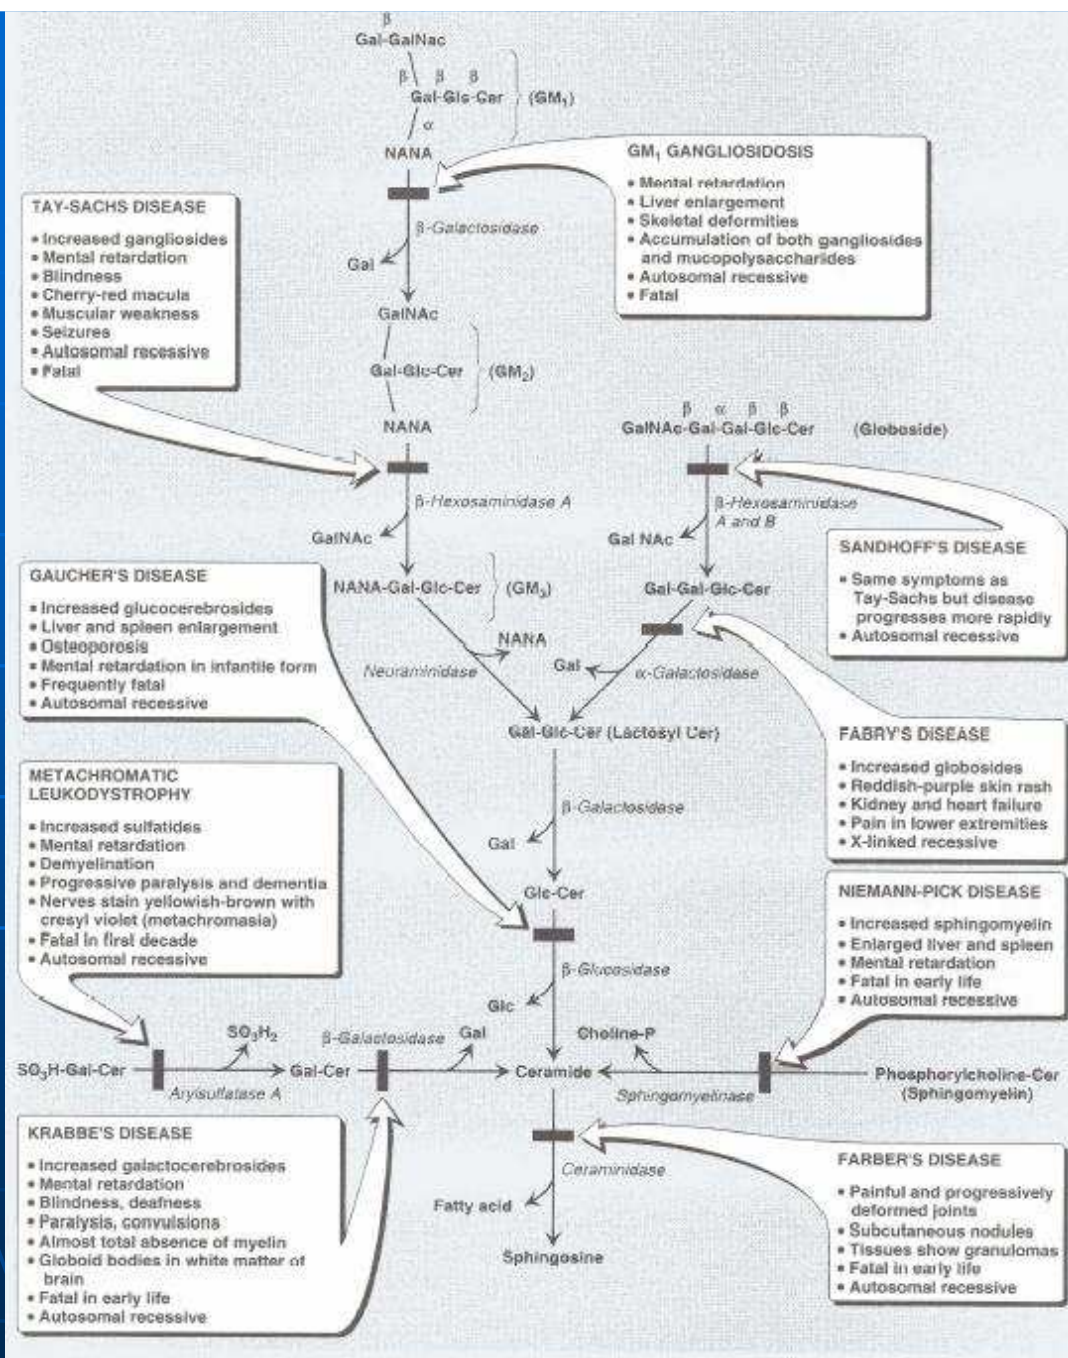 β
Gal-GalNac
β β β
Gal-Glc-Cer (GM₁)
α
NANA
GM₁ GANGLIOSIDOSIS
• Mental retardation
• Liver enlargement
• Skeletal deformities
• Accumulation of both gangliosides
and mucopolysaccharides
• Autosomal recessive
• Fatal
TAY-SACHS DISEASE
• Increased gangliosides
• Mental retardation
• Blindness
• Cherry-red macula
• Muscular weakness
• Seizures
• Autosomal recessive
• Fatal
β-Galactosidase
Gal
GalNAc
Gal-Glc-Cer (GM₂)
NANA
β α β β
GalNAc-Gal-Gal-Glc-Cer (Globoside)
β-Hexosaminidase A
GalNAc
β-Hexosaminidase
A and B
Gal NAc
SANDHOFF'S DISEASE
• Same symptoms as
Tay-Sachs but disease
progresses more rapidly
• Autosomal recessive
GAUCHER'S DISEASE
• Increased glucocerebrosides
• Liver and spleen enlargement
• Osteoporosis
• Mental retardation in infantile form
• Frequently fatal
• Autosomal recessive
NANA-Gal-Glc-Cer (GM₃)
Gal-Gal-Glc-Cer
NANA
Neuraminidase
Gal
α-Galactosidase
Gal-Glc-Cer (Lactosyl Cer)
FABRY'S DISEASE
• Increased globosides
• Reddish-purple skin rash
• Kidney and heart failure
• Pain in lower extremities
• X-linked recessive
METACHROMATIC
LEUKODYSTROPHY
• Increased sulfatides
• Mental retardation
• Demyelination
• Progressive paralysis and dementia
• Nerves stain yellowish-brown with
cresyl violet (metachromasia)
• Fatal in first decade
• Autosomal recessive
β-Galactosidase
Gal
Glc-Cer
NIEMANN-PICK DISEASE
• Increased sphingomyelin
• Enlarged liver and spleen
• Mental retardation
• Fatal in early life
• Autosomal recessive
β-Glucosidase
Glc
SO₃H₂
β-Galactosidase
Gal
Choline-P
SO₃H-Gal-Cer
Arylsulfatase A
Gal-Cer
Ceramide
Sphingomyelinase
Phosphorylcholine-Cer
(Sphingomyelin)
KRABBE'S DISEASE
• Increased galactocerebrosides
• Mental retardation
• Blindness, deafness
• Paralysis, convulsions
• Almost total absence of myelin
• Globoid bodies in white matter of
brain
• Fatal in early life
• Autosomal recessive
Ceraminidase
Fatty acid
Sphingosine
FARBER'S DISEASE
• Painful and progressively
deformed joints
• Subcutaneous nodules
• Tissues show granulomas
• Fatal in early life
• Autosomal recessive